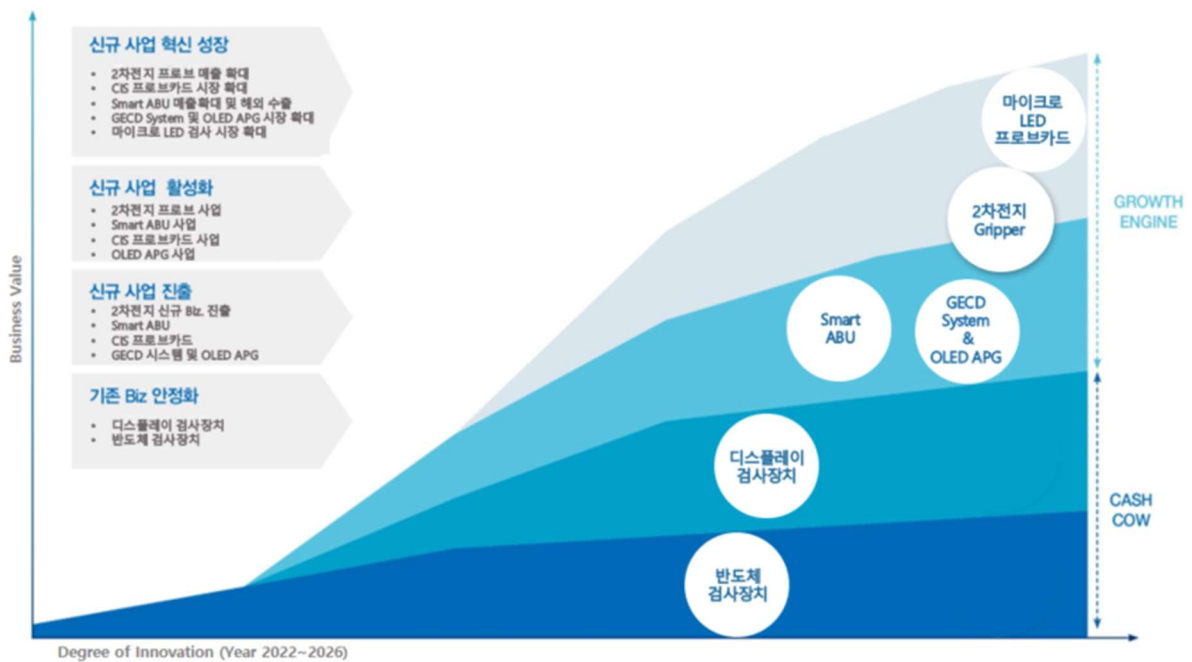 신규 사업 혁신 성장
• 2차전지 프로브 매출 확대
• CIS 프로브카드 시장 확대
• Smart ABU 매출확대 및 해외 수출
• GECD System 및 OLED APG 시장 확대
• 마이크로 LED 검사 시장 확대
신규 사업 활성화
• 2차전지 프로브 사업
• Smart ABU 사업
• CIS 프로브카드 사업
• OLED APG 사업
신규 사업 진출
• 2차전지 신규 Biz. 진출
• Smart ABU
• CIS 프로브카드
• GECD 시스템 및 OLED APG
기존 Biz 안정화
• 디스플레이 검사장치
• 반도체 검사장치
마이크로
LED
프로브카드
2차전지
Gripper
Smart
ABU
GECD
System
&
OLED APG
디스플레이
검사장치
반도체
검사장치
GROWTH
ENGINE
CASH
COW
Business Value
Degree of Innovation (Year 2022~2026)